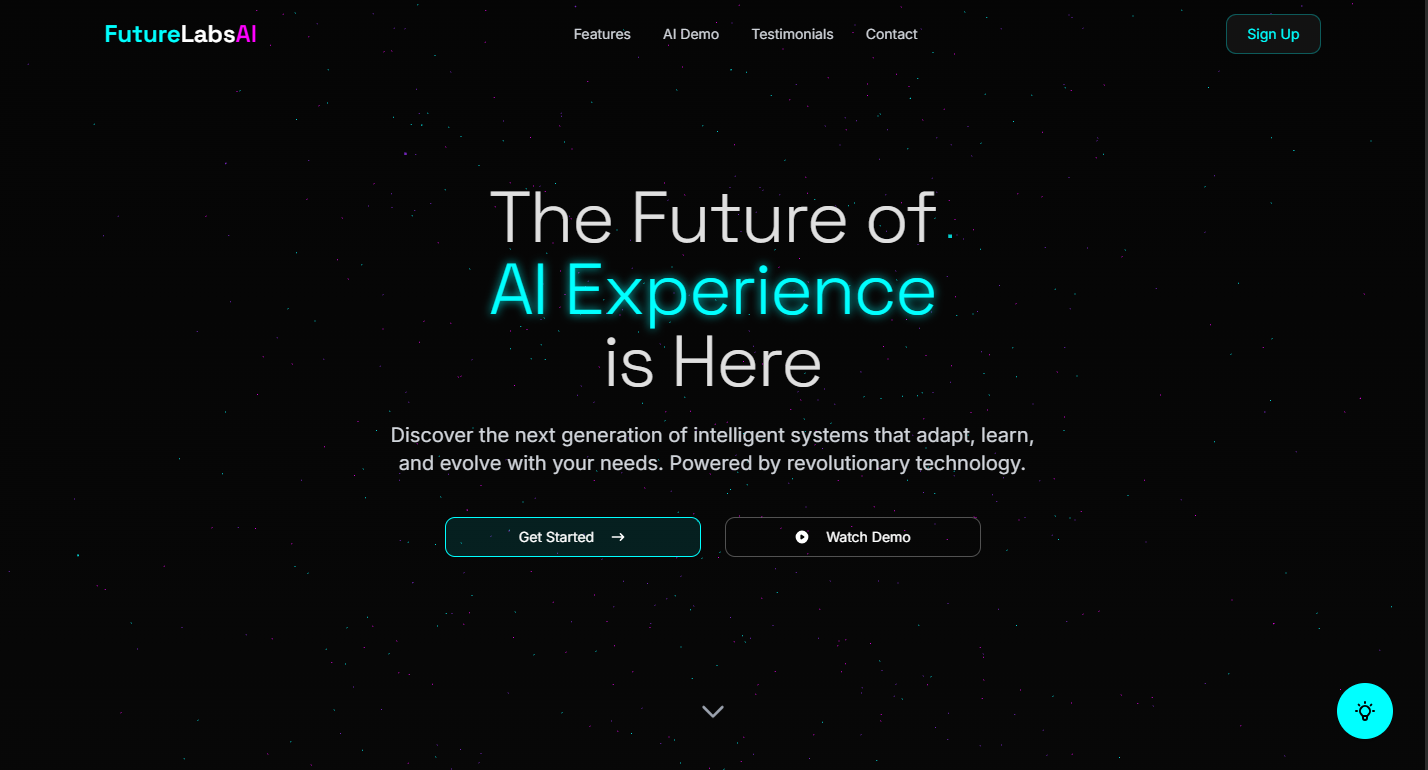 FutureLabsAI
Features
AI Demo
Testimonials
Contact
Sign Up
The Future of
AI Experience
is Here
Discover the next generation of intelligent systems that adapt, learn,
and evolve with your needs. Powered by revolutionary technology.
Get Started
Watch Demo